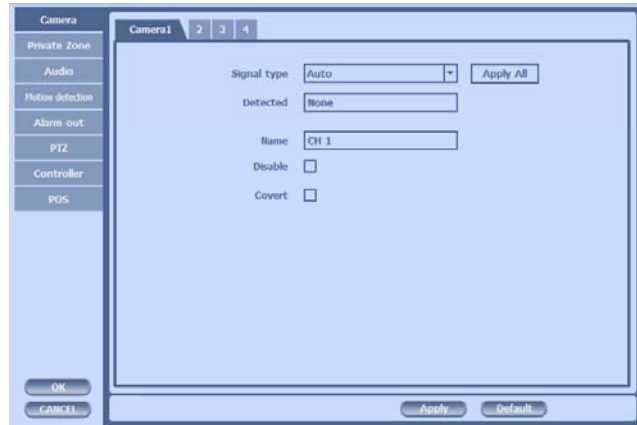 Camera
Private Zone
Audio
Motion detection
Alarm out
PTZ
Controller
POS
OK
CANCEL
Camera1 2 3 4
Signal type Auto Apply All
Detected None
Name CH 1
Disable
Covert
Apply Default